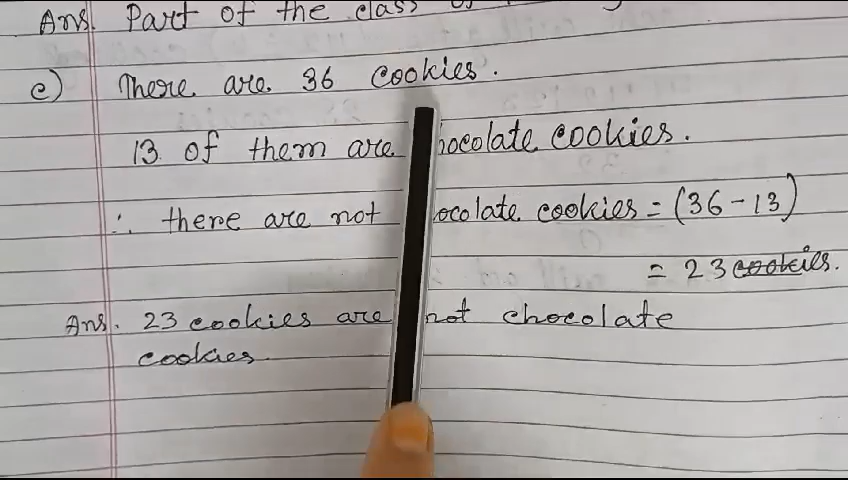 Ans. Part of the class
e) There are 36 cookies.
13 of them are hocolate cookies.
∴ there are not ocolate cookies = (36-13)
= 23 cookies.
Ans. 23 cookies are not chocolate
cookies.